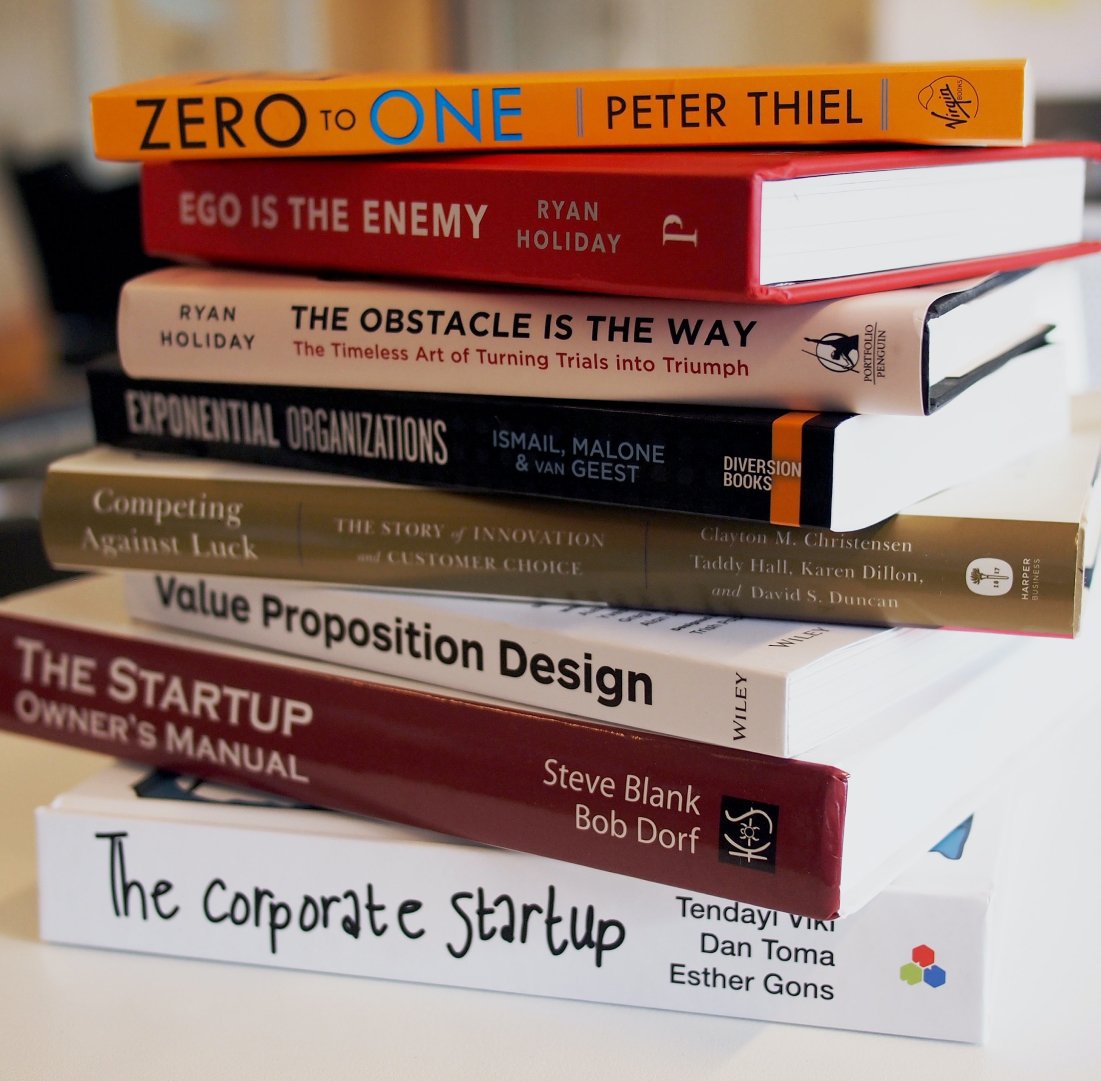 ZERO TO ONE PETER THIEL Virgin BOOKS
EGO IS THE ENEMY RYAN HOLIDAY P
RYAN HOLIDAY THE OBSTACLE IS THE WAY
The Timeless Art of Turning Trials into Triumph
PORTFOLIO PENGUIN
EXPONENTIAL ORGANIZATIONS ISMAIL, MALONE & VAN GEEST DIVERSION BOOKS
Competing Against Luck
THE STORY of INNOVATION
and CUSTOMER CHOICE
Clayton M. Christensen
Taddy Hall, Karen Dillon,
and David S. Duncan
HARPER BUSINESS
Value Proposition Design WILEY
WILEY
THE STARTUP
OWNER'S MANUAL
Steve Blank
Bob Dorf
K&S
The corporate startup
Tendayi Viki
Dan Toma
Esther Gons